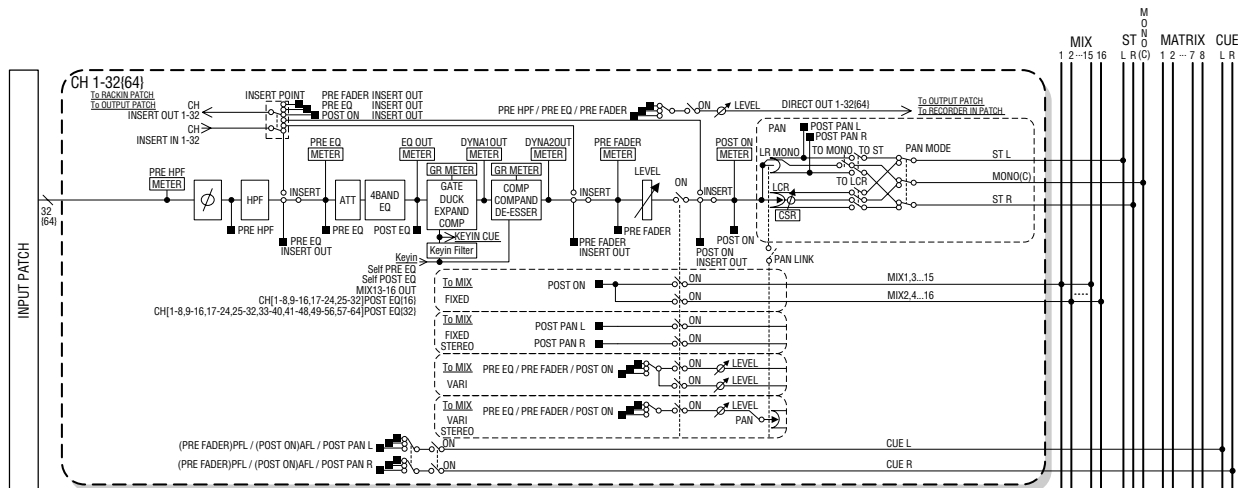 M
O
N
O
MIX ST MATRIX CUE
1 2 ··· 15 16 L R (C) 1 2 ··· 7 8 L R
INPUT PATCH
32
{64}
CH 1-32{64}
To RACKIN PATCH
To OUTPUT PATCH
CH
INSERT OUT 1-32
CH
INSERT IN 1-32
INSERT POINT
PRE FADER INSERT OUT
PRE EQ INSERT OUT
POST ON INSERT OUT
PRE HPF / PRE EQ / PRE FADER
ON
LEVEL
DIRECT OUT 1-32{64}
To OUTPUT PATCH
To RECORDER IN PATCH
PRE HPF
METER
PRE EQ
METER
EQ OUT
METER
DYNA1OUT
METER
DYNA2OUT
METER
PRE FADER
METER
POST ON
METER
GR METER
GR METER
Ø
HPF
INSERT
ATT
4BAND
EQ
GATE
DUCK
EXPAND
COMP
COMP
COMPAND
DE-ESSER
INSERT
LEVEL
ON
INSERT
PRE HPF
PRE EQ
INSERT OUT
PRE EQ
POST EQ
KEYIN CUE
Keyin Filter
PRE FADER
INSERT OUT
PRE FADER
POST ON
INSERT OUT
POST ON
PAN
POST PAN L
POST PAN R
LR MONO
TO MONO
TO ST
PAN MODE
TO LCR
LCR
CSR
PAN LINK
ST L
MONO(C)
ST R
Keyin
Self PRE EQ
Self POST EQ
MIX13-16 OUT
CH[1-8,9-16,17-24,25-32]POST EQ(16)
CH[1-8,9-16,17-24,25-32,33-40,41-48,49-56,57-64]POST EQ{32}
To MIX
FIXED
POST ON
ON
ON
MIX1,3...15
MIX2,4...16
To MIX
FIXED
STEREO
POST PAN L
POST PAN R
ON
ON
To MIX
VARI
PRE EQ / PRE FADER / POST ON
ON
LEVEL
ON
LEVEL
To MIX
VARI
STEREO
PRE EQ / PRE FADER / POST ON
ON
LEVEL
PAN
(PRE FADER)PFL / (POST ON)AFL / POST PAN L
ON
CUE L
(PRE FADER)PFL / (POST ON)AFL / POST PAN R
ON
CUE R